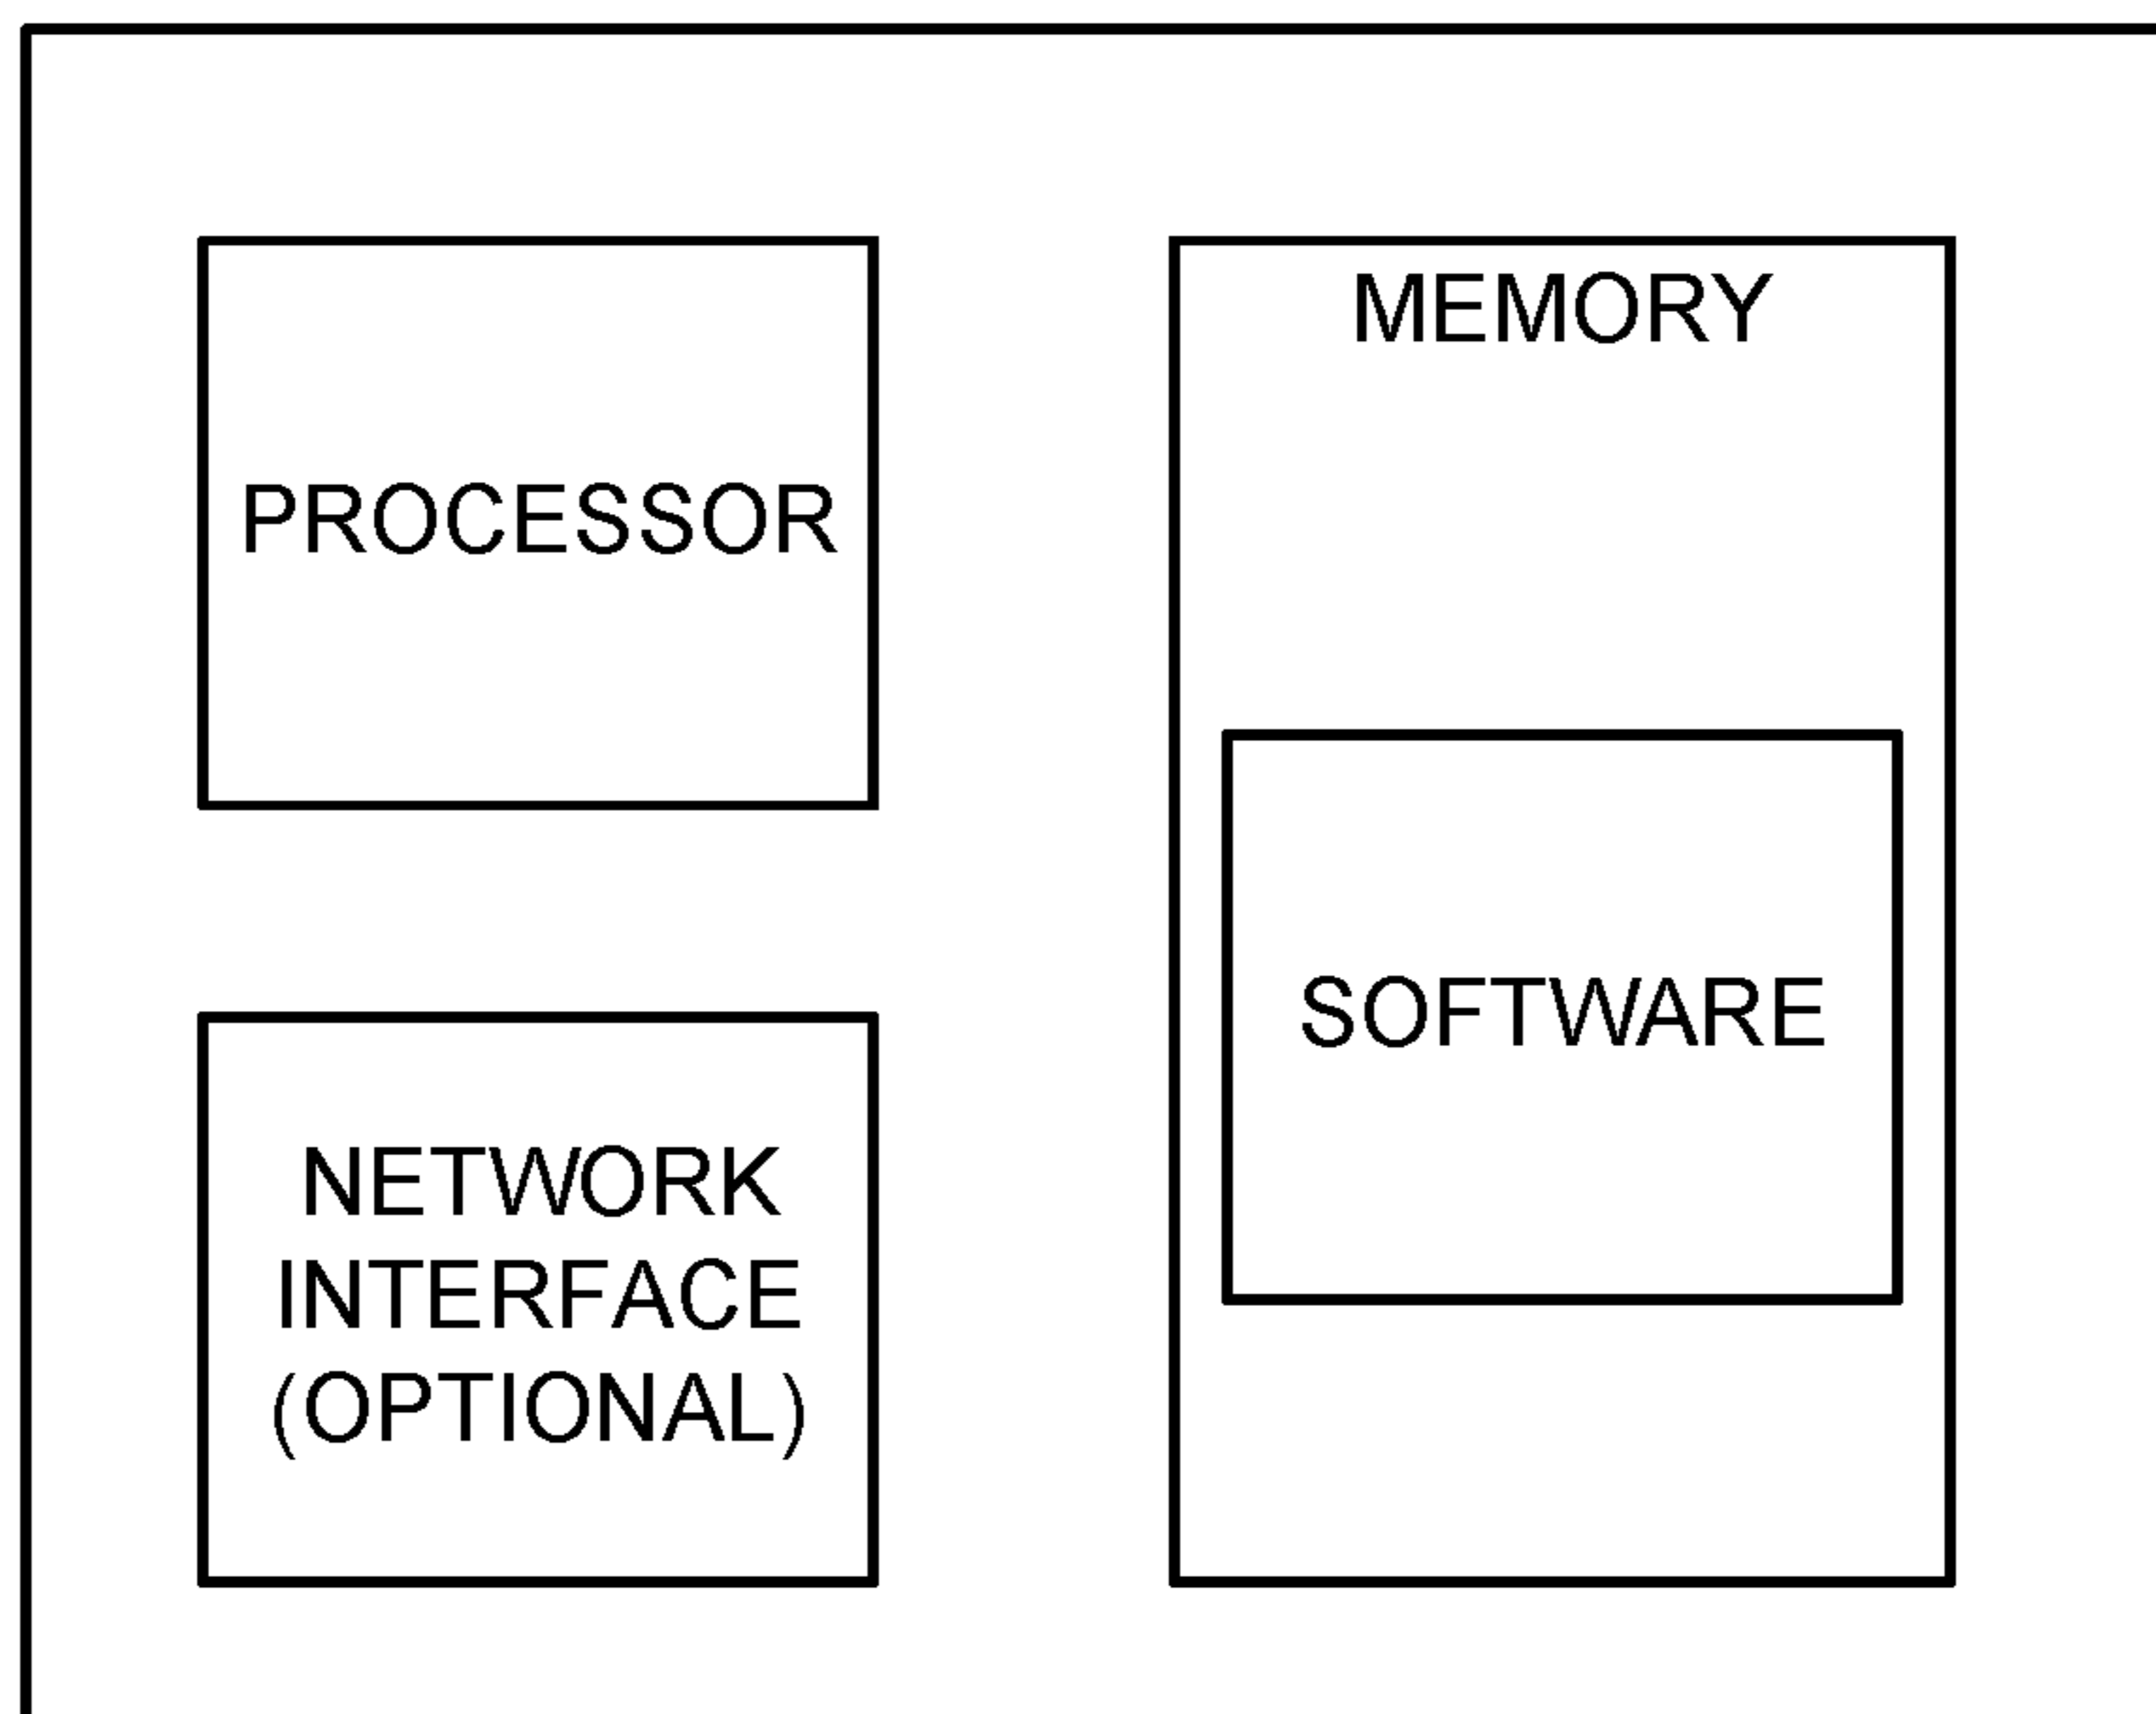 PROCESSOR
NETWORK
INTERFACE
(OPTIONAL)
MEMORY
SOFTWARE